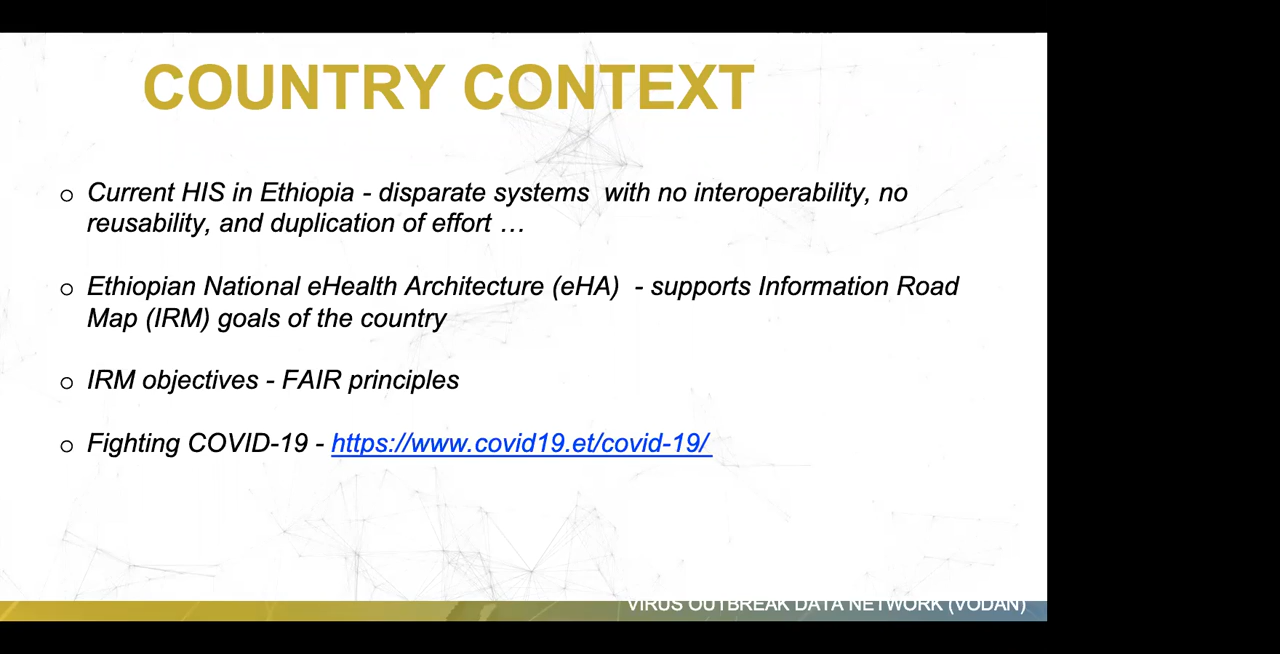 COUNTRY CONTEXT
o Current HIS in Ethiopia - disparate systems with no interoperability, no
reusability, and duplication of effort …
o Ethiopian National eHealth Architecture (eHA) - supports Information Road
Map (IRM) goals of the country
o IRM objectives - FAIR principles
o Fighting COVID-19 - https://www.covid19.et/covid-19/
VIRUS OUTBREAK DATA NETWORK (VODAN)